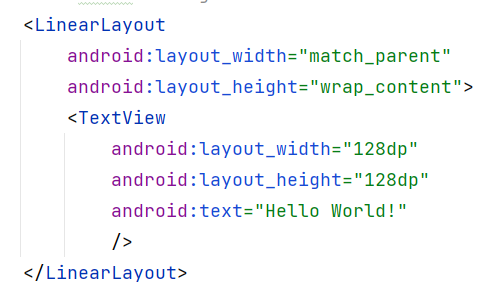 <LinearLayout
android:layout_width="match_parent"
android:layout_height="wrap_content">
<TextView
android:layout_width="128dp"
android:layout_height="128dp"
android:text="Hello World!"
/>
</LinearLayout>